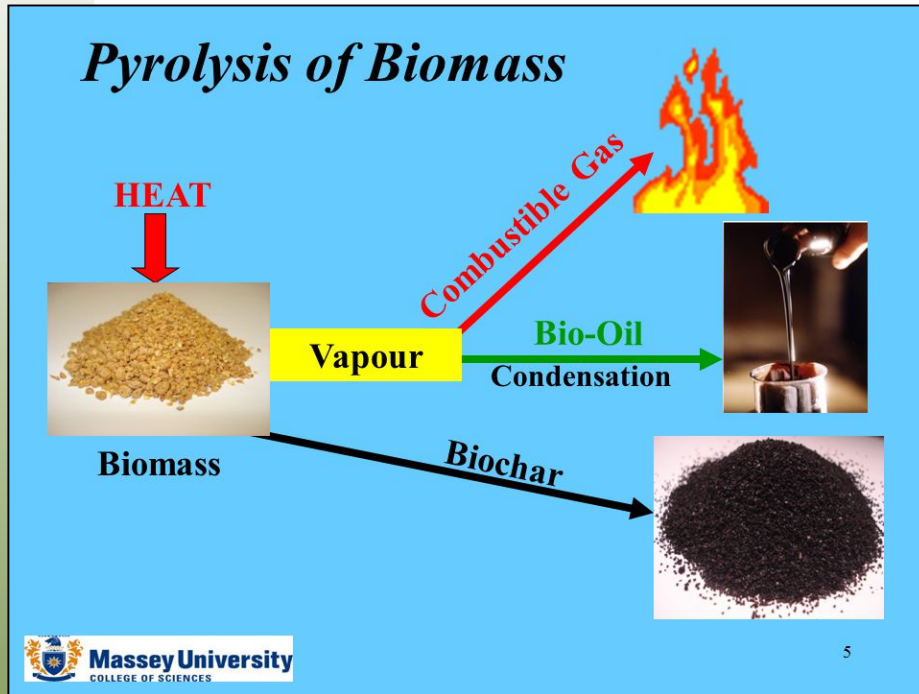 Pyrolysis of Biomass
HEAT
Combustible Gas
Vapour
Bio-Oil
Condensation
Biomass
Biochar
Massey University
COLLEGE OF SCIENCES
5